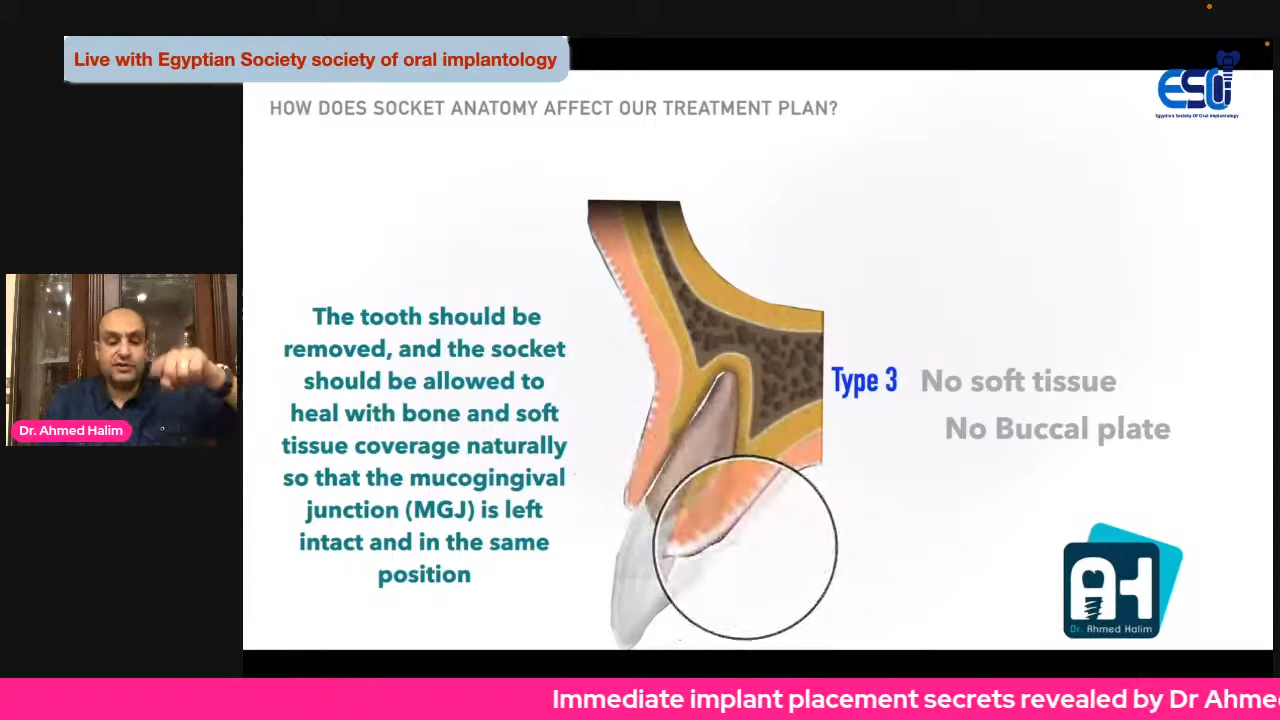 Live with Egyptian Society society of oral implantology
HOW DOES SOCKET ANATOMY AFFECT OUR TREATMENT PLAN?
ESOI
Egyptian Society Of Oral Implantology
The tooth should be
removed, and the socket
should be allowed to
heal with bone and soft
tissue coverage naturally
so that the mucogingival
junction (MGJ) is left
intact and in the same
position
Type 3 No soft tissue
No Buccal plate
Dr. Ahmed Halim
AH
Dr. Ahmed Halim
Immediate implant placement secrets revealed by Dr Ahme